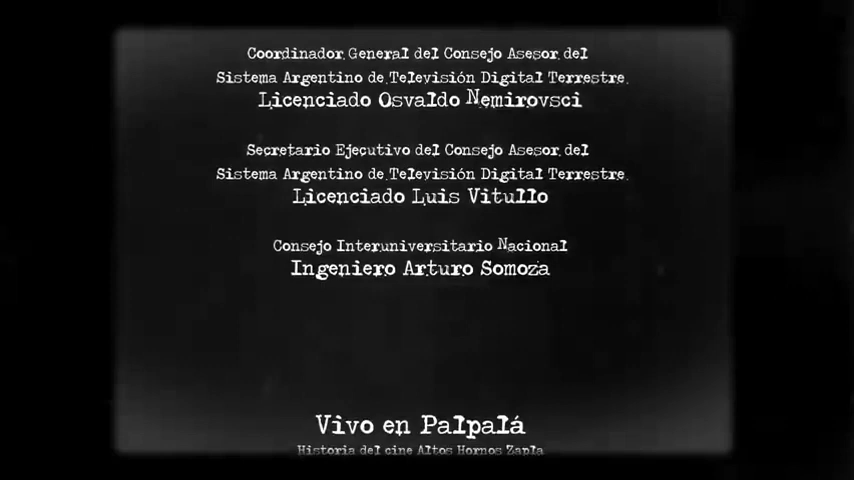 Coordinador General del Consejo Asesor del
Sistema Argentino de Televisión Digital Terrestre
Licenciado Osvaldo Nemirovsci
Secretario Ejecutivo del Consejo Asesor del
Sistema Argentino de Televisión Digital Terrestre
Licenciado Luis Vitullo
Consejo Interuniversitario Nacional
Ingeniero Arturo Somoza
Vivo en Palpalá
Historia del cine Altos Hornos Zapla